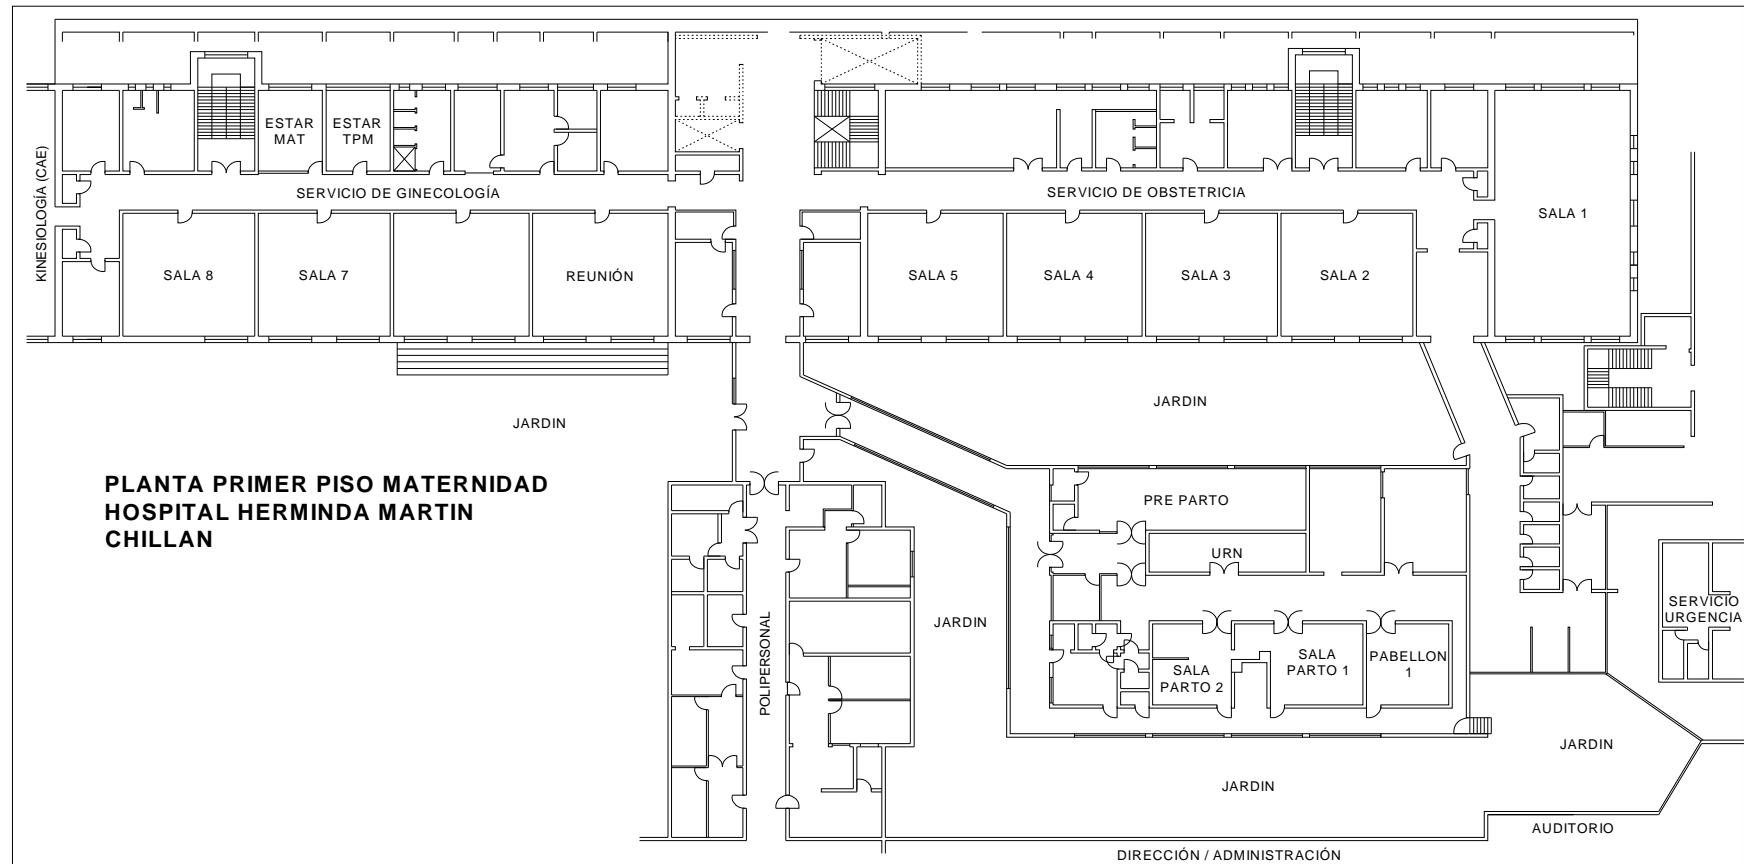 ESTAR
MAT
ESTAR
TPM
KINESIOLOGÍA (CAE)
SERVICIO DE GINECOLOGÍA
SERVICIO DE OBSTETRICIA
SALA 1
SALA 8
SALA 7
REUNIÓN
SALA 5
SALA 4
SALA 3
SALA 2
JARDIN
JARDIN
PLANTA PRIMER PISO MATERNIDAD
HOSPITAL HERMINDA MARTIN
CHILLAN
PRE PARTO
URN
POLIPERSONAL
JARDIN
SERVICIO
URGENCIA
SALA
PARTO 2
SALA
PARTO 1
PABELLON
1
JARDIN
JARDIN
AUDITORIO
DIRECCIÓN / ADMINISTRACIÓN